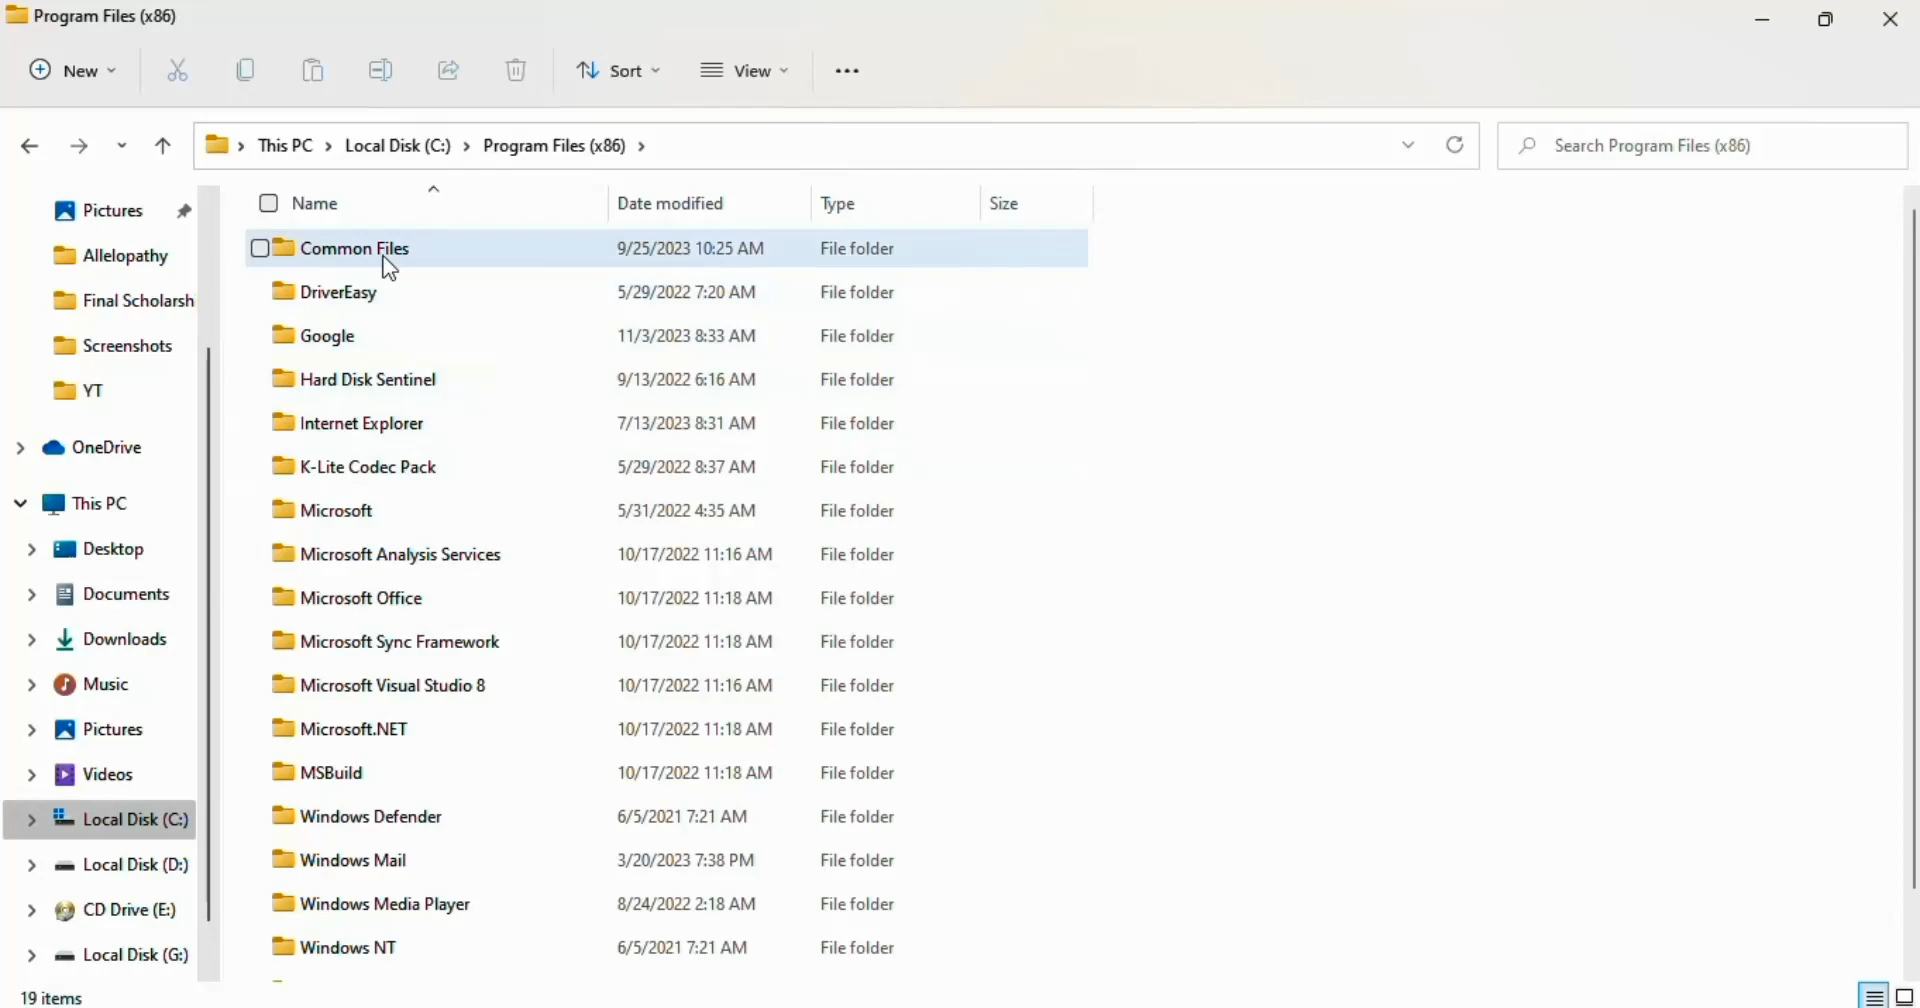 Program Files (x86)
New
Sort
View
This PC > Local Disk (C:) > Program Files (x86) >
Search Program Files (x86)
Pictures
Allelopathy
Final Scholarsh
Screenshots
YT
OneDrive
This PC
Desktop
Documents
Downloads
Music
Pictures
Videos
Local Disk (C:)
Local Disk (D:)
CD Drive (E:)
Local Disk (G:)
Name Date modified Type Size
Common Files 9/25/2023 10:25 AM File folder
DriverEasy 5/29/2022 7:20 AM File folder
Google 11/3/2023 8:33 AM File folder
Hard Disk Sentinel 9/13/2022 6:16 AM File folder
Internet Explorer 7/13/2023 8:31 AM File folder
K-Lite Codec Pack 5/29/2022 8:37 AM File folder
Microsoft 5/31/2022 4:35 AM File folder
Microsoft Analysis Services 10/17/2022 11:16 AM File folder
Microsoft Office 10/17/2022 11:18 AM File folder
Microsoft Sync Framework 10/17/2022 11:18 AM File folder
Microsoft Visual Studio 8 10/17/2022 11:16 AM File folder
Microsoft.NET 10/17/2022 11:18 AM File folder
MSBuild 10/17/2022 11:18 AM File folder
Windows Defender 6/5/2021 7:21 AM File folder
Windows Mail 3/20/2023 7:38 PM File folder
Windows Media Player 8/24/2022 2:18 AM File folder
Windows NT 6/5/2021 7:21 AM File folder
19 items